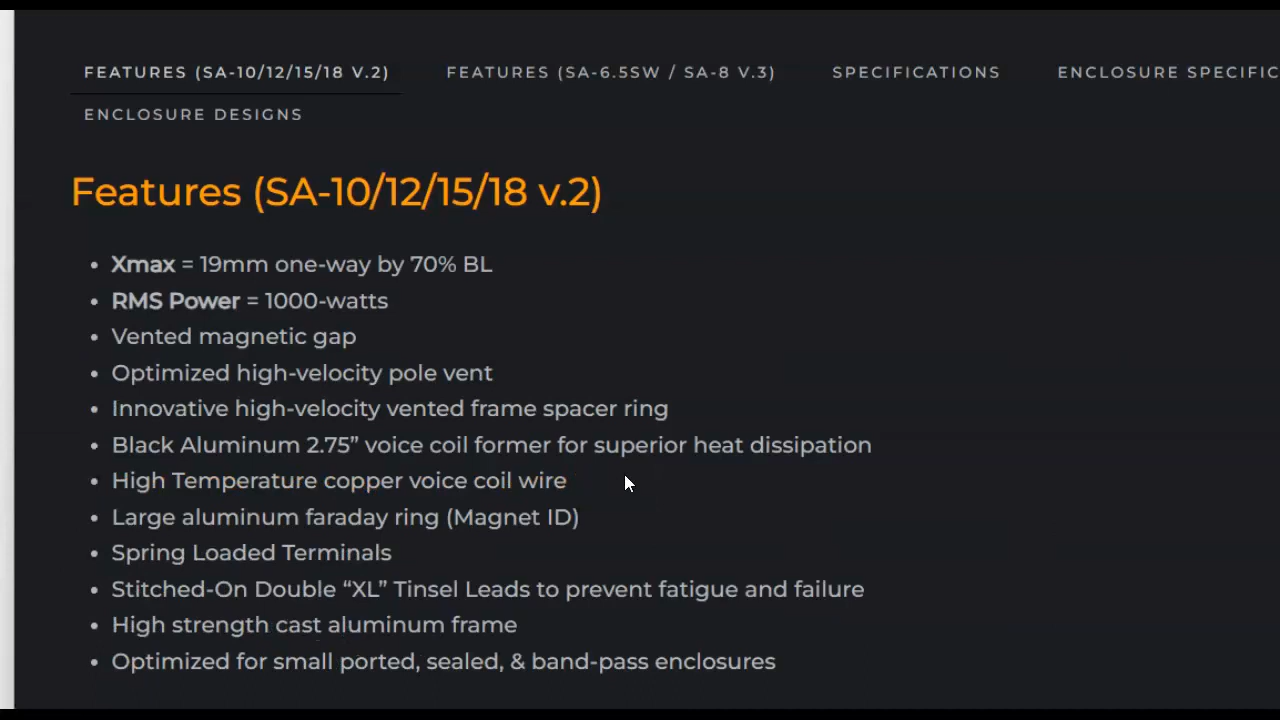 FEATURES (SA-10/12/15/18 V.2) FEATURES (SA-6.5SW / SA-8 V.3) SPECIFICATIONS ENCLOSURE SPECIFIC
ENCLOSURE DESIGNS
Features (SA-10/12/15/18 v.2)
• Xmax = 19mm one-way by 70% BL
• RMS Power = 1000-watts
• Vented magnetic gap
• Optimized high-velocity pole vent
• Innovative high-velocity vented frame spacer ring
• Black Aluminum 2.75” voice coil former for superior heat dissipation
• High Temperature copper voice coil wire
• Large aluminum faraday ring (Magnet ID)
• Spring Loaded Terminals
• Stitched-On Double “XL” Tinsel Leads to prevent fatigue and failure
• High strength cast aluminum frame
• Optimized for small ported, sealed, & band-pass enclosures